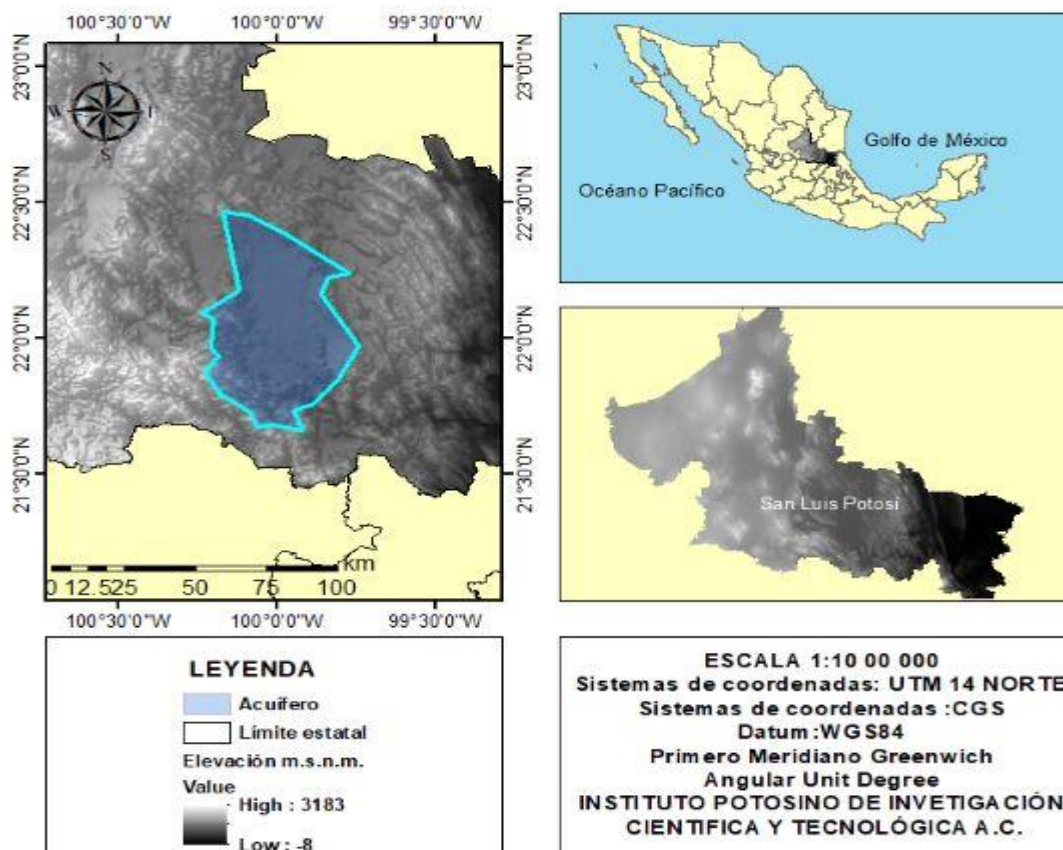 100°30'0"W 100°0'0"W 99°30'0"W
23°0'0"N 23°0'0"N
22°30'0"N 22°30'0"N
22°0'0"N 22°0'0"N
21°30'0"N 21°30'0"N
N
W
S
km
0 12.525 50 75 100
100°30'0"W 100°0'0"W 99°30'0"W
Golfo de México
Océano Pacífico
San Luis Potosí
LEYENDA
Acuífero
Límite estatal
Elevación m.s.n.m.
Value
High : 3183
Low : -8
ESCALA 1:10 00 000
Sistemas de coordenadas: UTM 14 NORTE
Sistemas de coordenadas :CGS
Datum :WGS84
Primero Meridiano Greenwich
Angular Unit Degree
INSTITUTO POTOSINO DE INVETIGACIÓN
CIENTIFICA Y TECNOLÓGICA A.C.